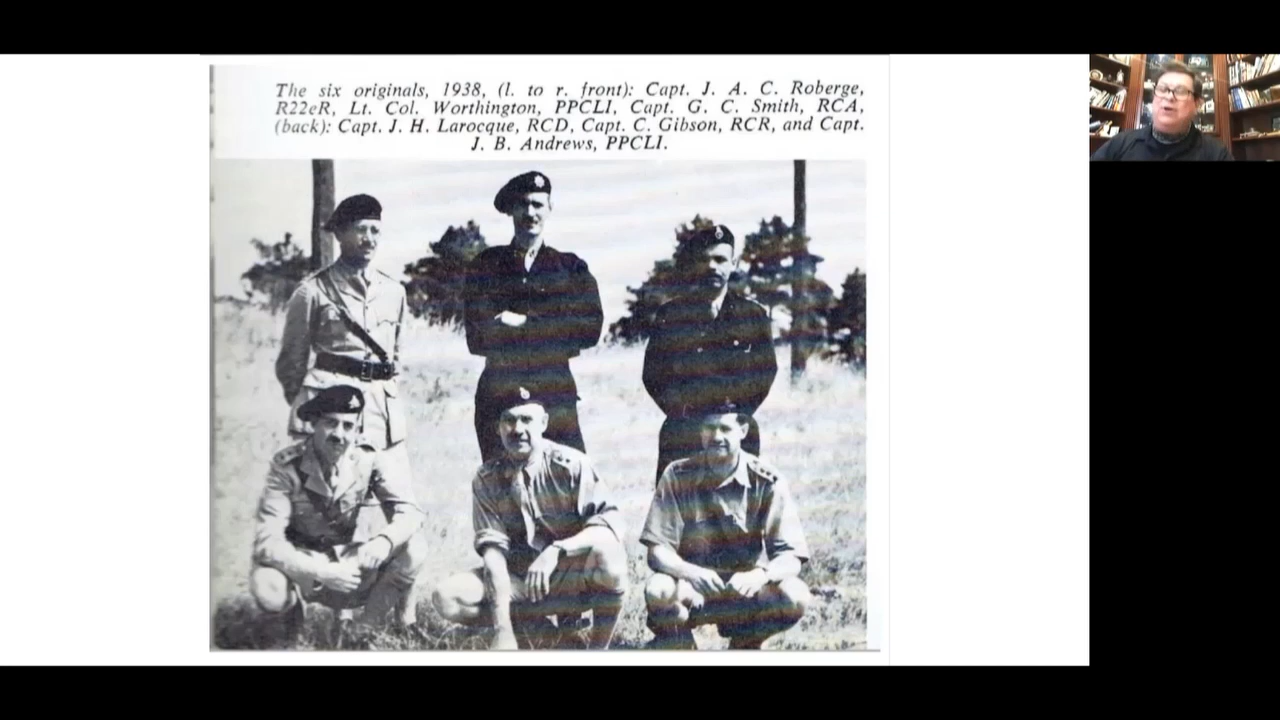 The six originals, 1938, (l. to r. front): Capt. J. A. C. Roberge,
R22eR, Lt. Col. Worthington, PPCLI, Capt. G. C. Smith, RCA,
(back): Capt. J. H. Larocque, RCD, Capt. C. Gibson, RCR, and Capt.
J. B. Andrews, PPCLI.